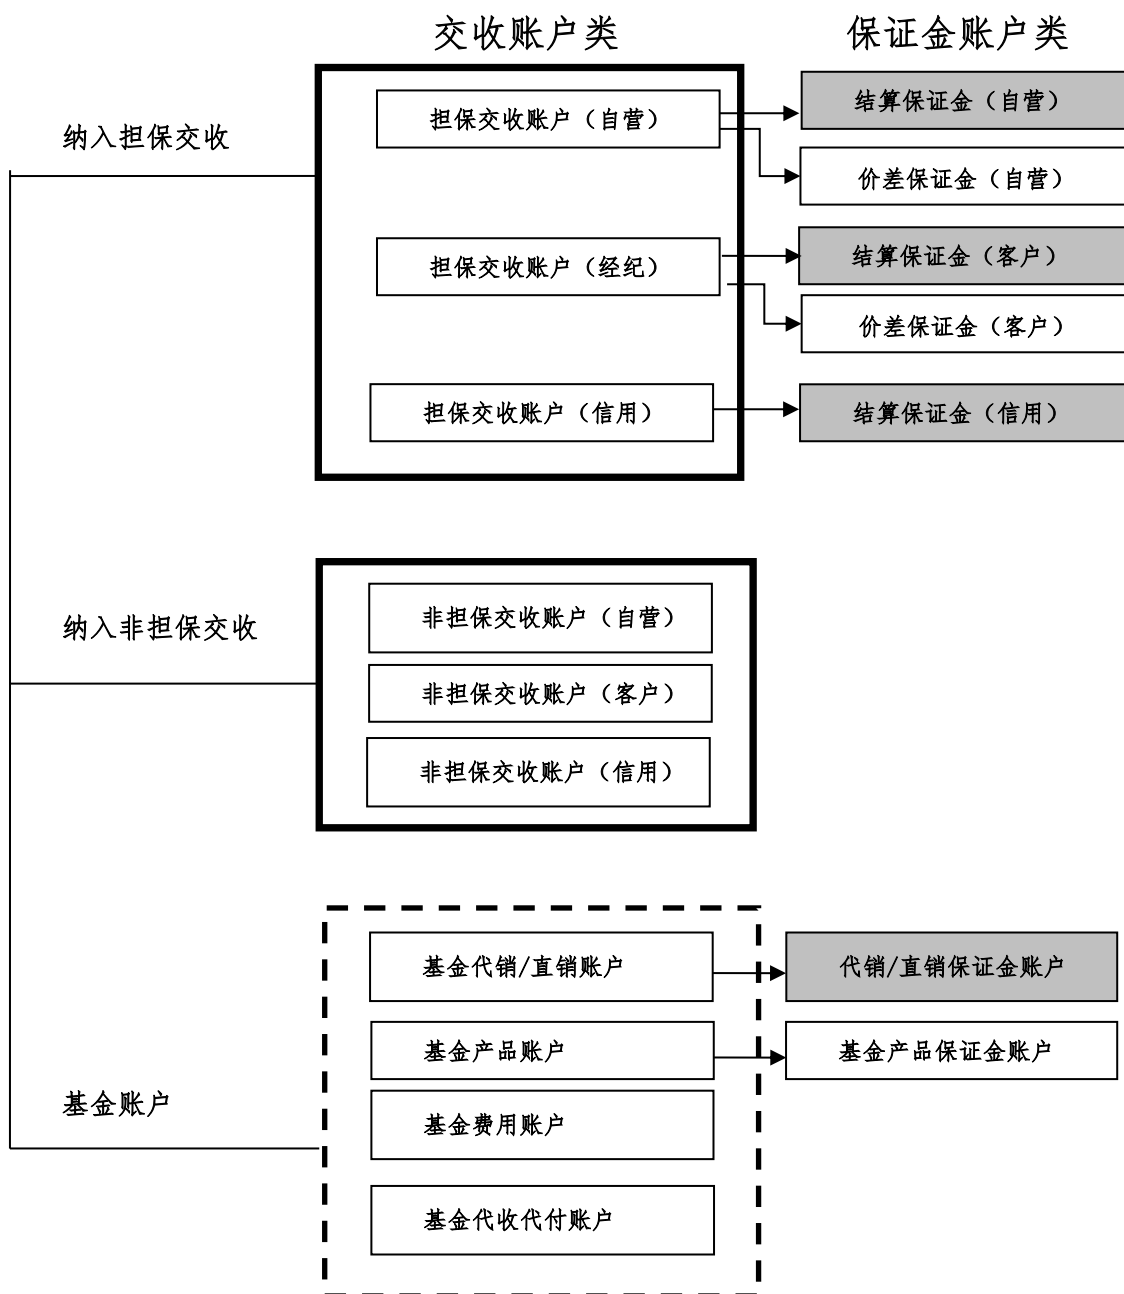 交收账户类
保证金账户类
纳入担保交收
担保交收账户（自营）
结算保证金（自营）
价差保证金（自营）
担保交收账户（经纪）
结算保证金（客户）
价差保证金（客户）
担保交收账户（信用）
结算保证金（信用）
纳入非担保交收
非担保交收账户（自营）
非担保交收账户（客户）
非担保交收账户（信用）
基金账户
基金代销/直销账户
代销/直销保证金账户
基金产品账户
基金产品保证金账户
基金费用账户
基金代收代付账户